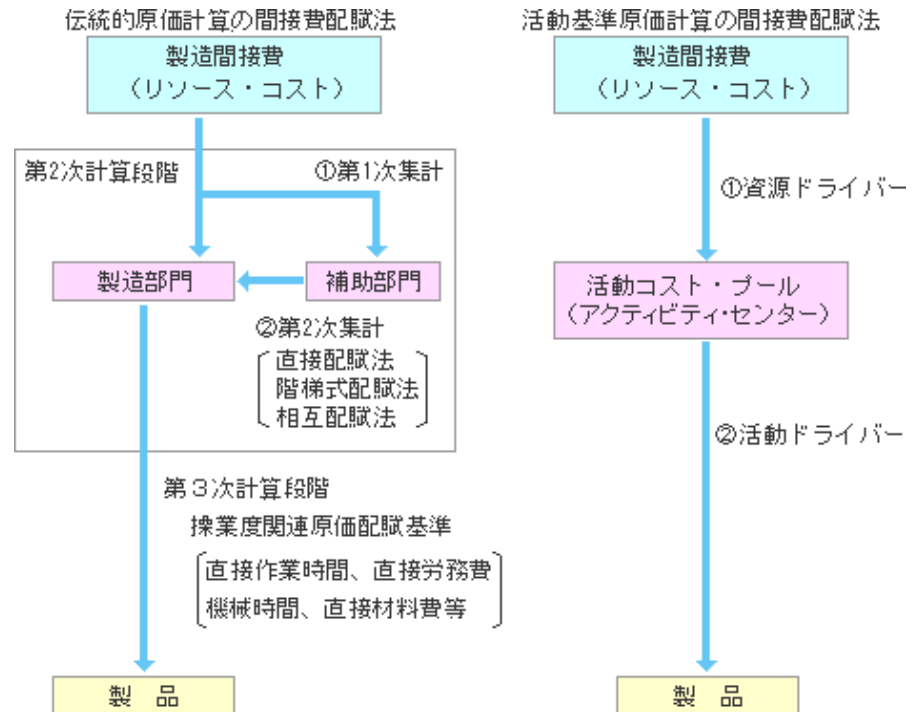 伝統的原価計算の間接費配賦法
製造間接費
（リソース・コスト）
第2次計算段階
①第1次集計
製造部門
補助部門
②第2次集計
直接配賦法
階梯式配賦法
相互配賦法
第３次計算段階
操業度関連原価配賦基準
直接作業時間、直接労務費
機械時間、直接材料費等
製　品
活動基準原価計算の間接費配賦法
製造間接費
（リソース・コスト）
①資源ドライバー
活動コスト・プール
（アクティビティ・センター）
②活動ドライバー
製　品